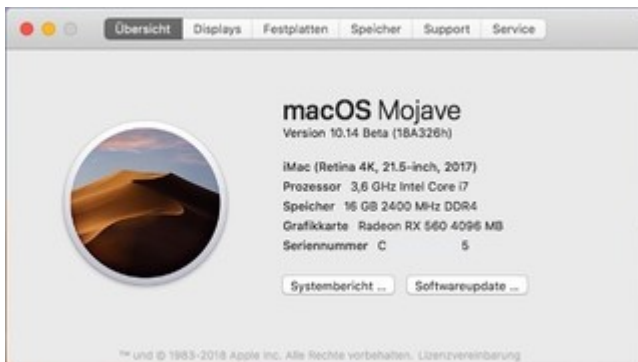 Übersicht Displays Festplatten Speicher Support Service
macOS Mojave
Version 10.14 Beta (18A326h)
iMac (Retina 4K, 21.5-inch, 2017)
Prozessor 3,6 GHz Intel Core i7
Speicher 16 GB 2400 MHz DDR4
Grafikkarte Radeon RX 560 4096 MB
Seriennummer C 5
Systembericht ... Softwareupdate ...
™ und © 1983-2018 Apple Inc. Alle Rechte vorbehalten. Lizenzvereinbarung